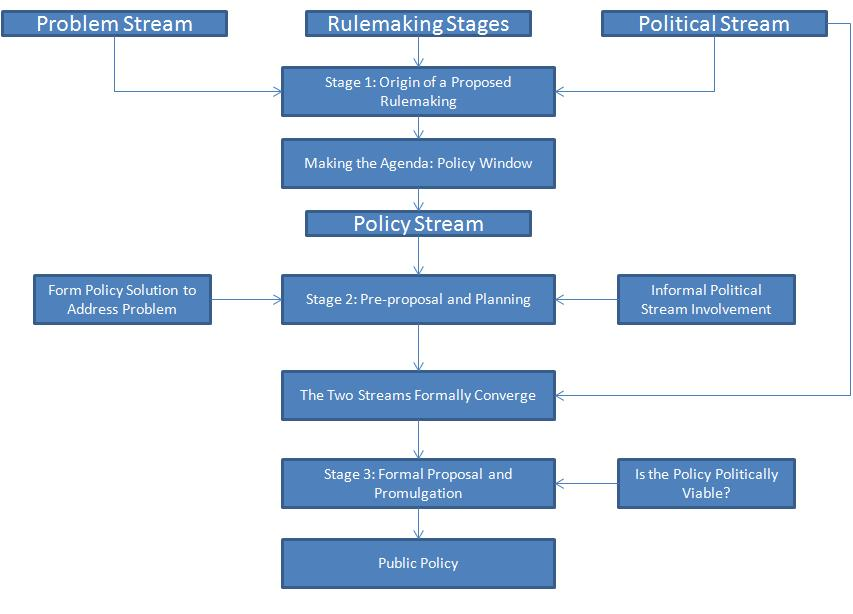 Problem Stream
Rulemaking Stages
Political Stream
Stage 1: Origin of a Proposed
Rulemaking
Making the Agenda: Policy Window
Policy Stream
Form Policy Solution to
Address Problem
Stage 2: Pre-proposal and Planning
Informal Political
Stream Involvement
The Two Streams Formally Converge
Stage 3: Formal Proposal and
Promulgation
Is the Policy Politically
Viable?
Public Policy